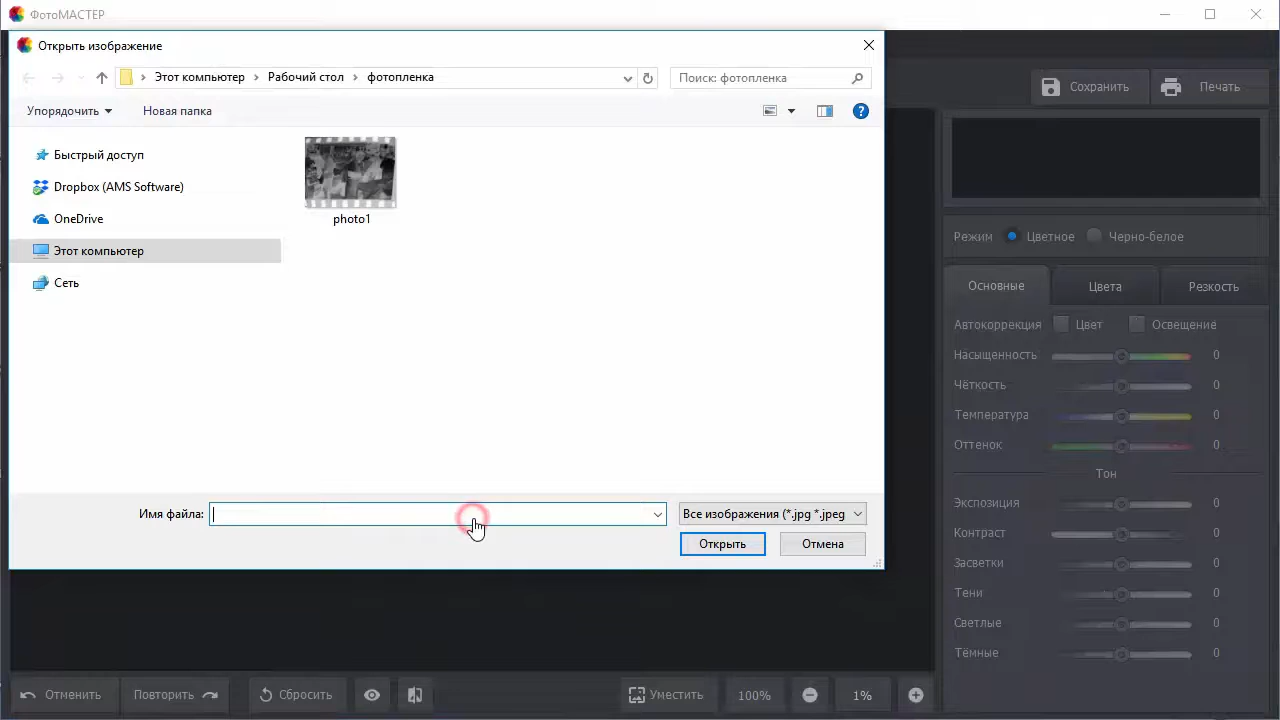 ФотоМАСТЕР
Открыть изображение
Этот компьютер Рабочий стол фотопленка
Поиск: фотопленка
Упорядочить Новая папка
Быстрый доступ
Dropbox (AMS Software)
OneDrive
Этот компьютер
Сеть
photo1
Имя файла:
Все изображения (*.jpg *.jpeg
Открыть Отмена
Сохранить Печать
Режим Цветное Черно-белое
Основные Цвета Резкость
Автокоррекция Цвет Освещение
Насыщенность 0
Чёткость 0
Температура 0
Оттенок 0
Тон
Экспозиция 0
Контраст 0
Засветки 0
Тени 0
Светлые 0
Тёмные 0
Отменить Повторить Сбросить Уместить 100% 1%